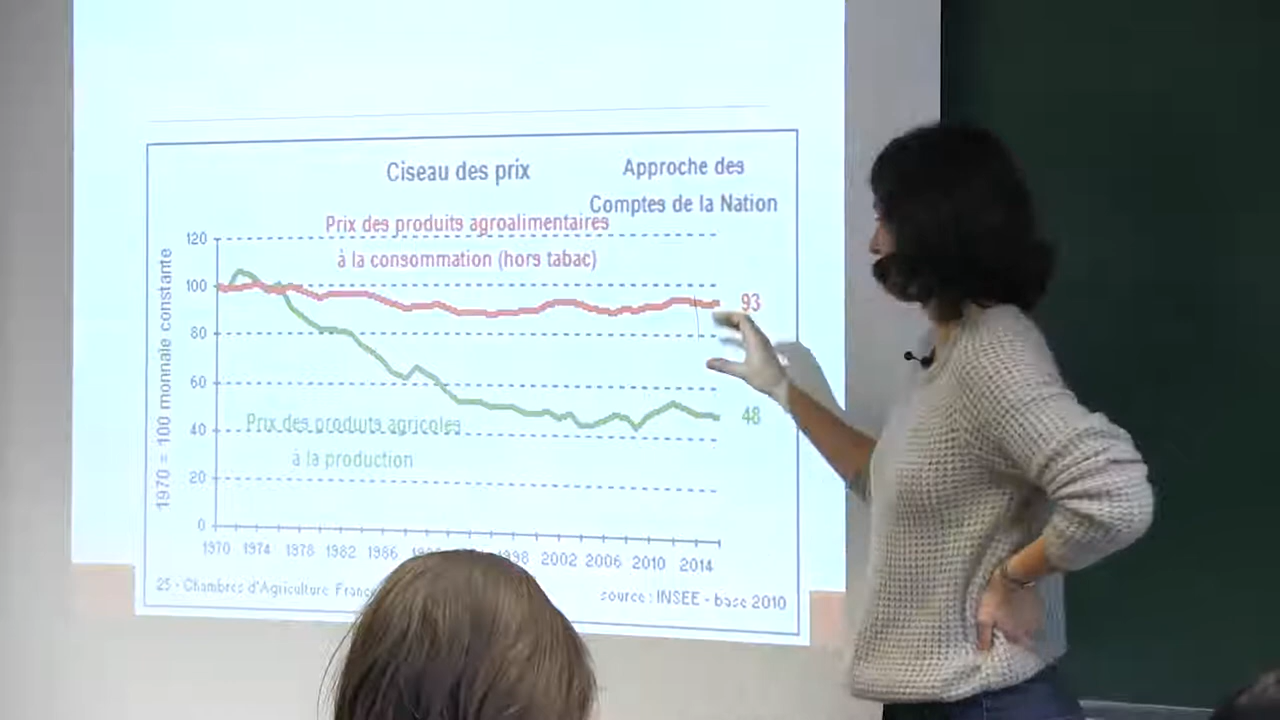 Ciseau des prix
Approche des
Comptes de la Nation
Prix des produits agroalimentaires
à la consommation (hors tabac)
1970 = 100 monnaie constante
120
100
80
60
40
20
0
93
48
Prix des produits agricoles
à la production
1970 1974 1978 1982 1986 1998 2002 2006 2010 2014
25 - Chambres d'Agriculture
source : INSEE - base 2010